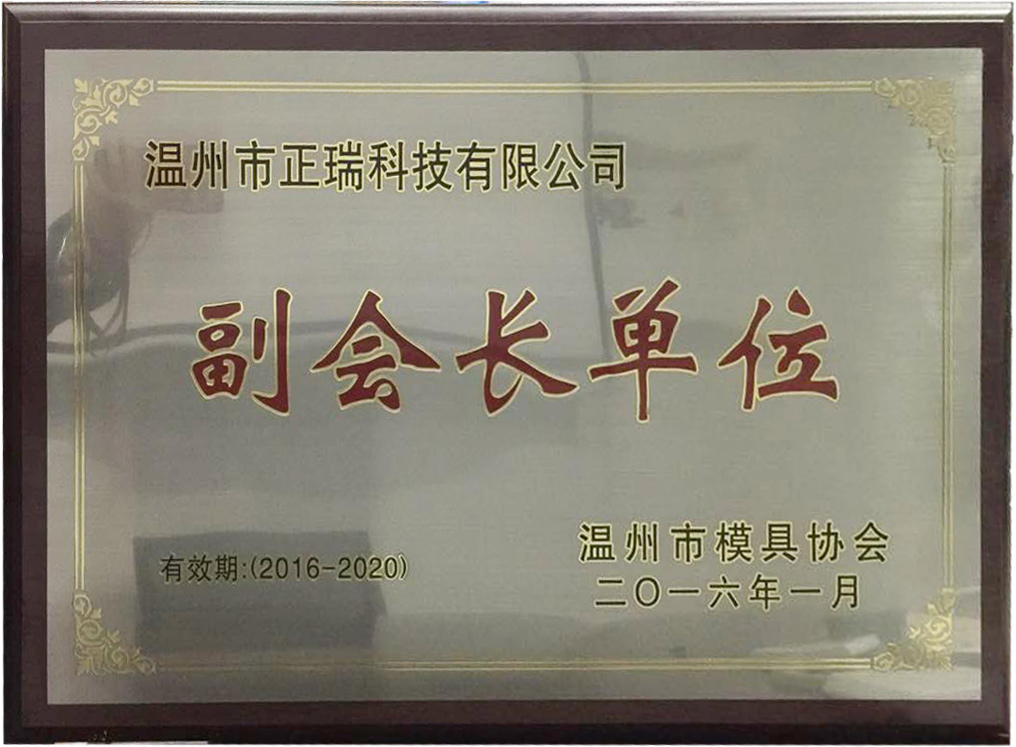 温州市正瑞科技有限公司
副会长单位
有效期:(2016-2020)
温州市模具协会
二〇一六年一月